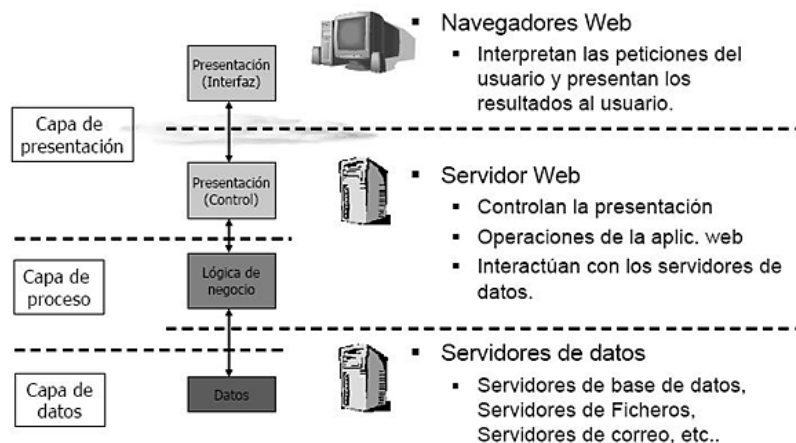 Capa de
presentación
Capa de
proceso
Capa de
datos
Presentación
(Interfaz)
Presentación
(Control)
Lógica de
negocio
Datos
▪ Navegadores Web
▪ Interpretan las peticiones del
usuario y presentan los
resultados al usuario.
▪ Servidor Web
▪ Controlan la presentación
▪ Operaciones de la aplic. web
▪ Interactúan con los servidores de
datos.
▪ Servidores de datos
▪ Servidores de base de datos,
Servidores de Ficheros,
Servidores de correo, etc..